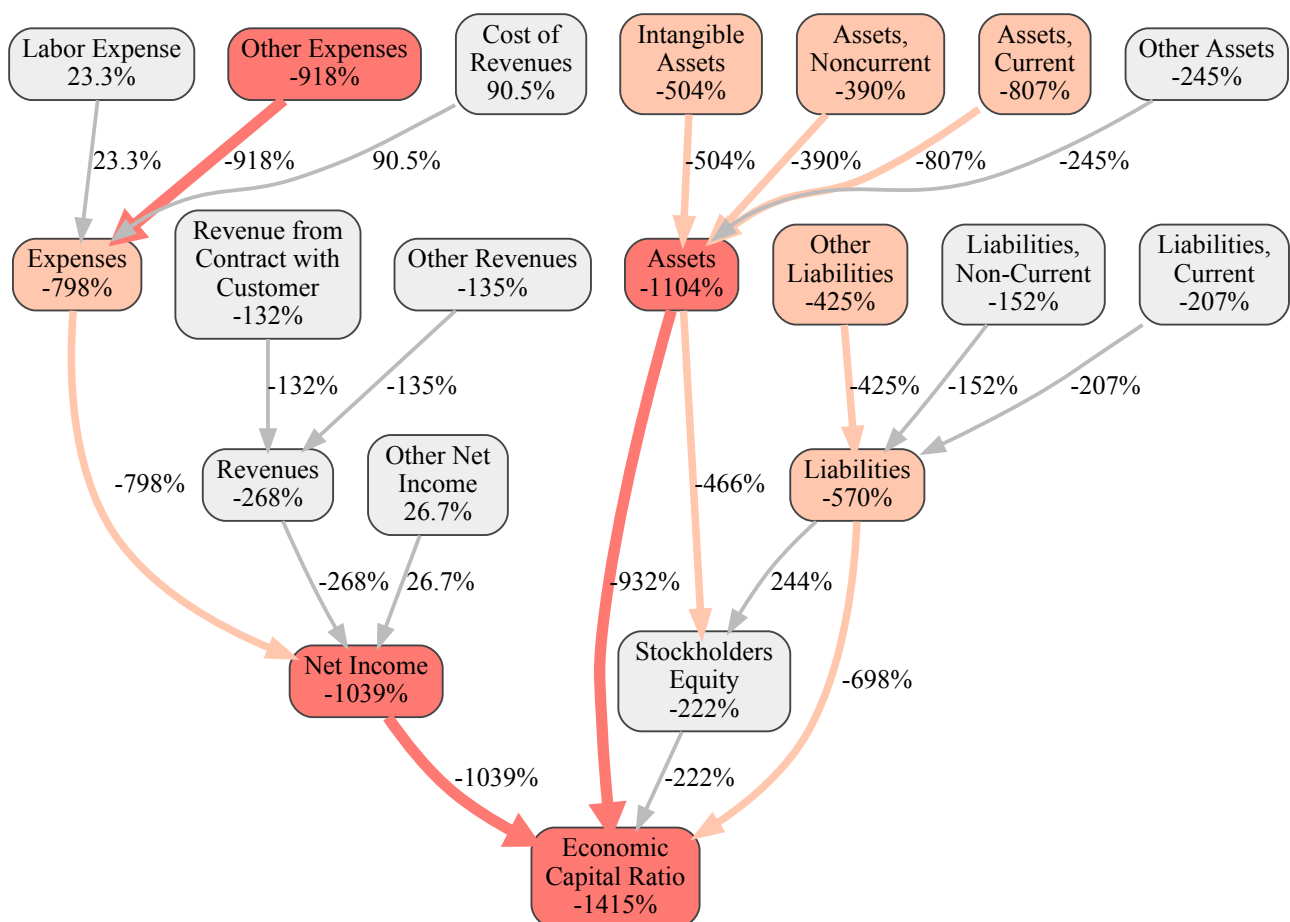 Labor Expense
23.3%
Other Expenses
-918%
Cost of
Revenues
90.5%
Intangible
Assets
-504%
Assets,
Noncurrent
-390%
Assets,
Current
-807%
Other Assets
-245%
23.3%
-918%
90.5%
-504%
-390%
-807%
-245%
Expenses
-798%
Revenue from
Contract with
Customer
-132%
Other Revenues
-135%
Assets
-1104%
Other
Liabilities
-425%
Liabilities,
Non-Current
-152%
Liabilities,
Current
-207%
-132%
-135%
-425%
-152%
-207%
-798%
Revenues
-268%
Other Net
Income
26.7%
-466%
Liabilities
-570%
-268%
26.7%
-932%
244%
Net Income
-1039%
Stockholders
Equity
-222%
-698%
-1039%
-222%
Economic
Capital Ratio
-1415%